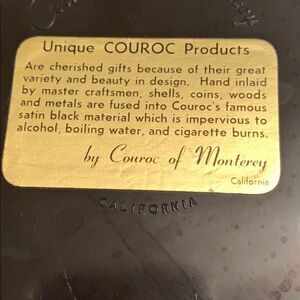 Unique COUROC Products
Are cherished gifts because of their great
variety and beauty in design. Hand inlaid
by master craftsmen, shells, coins, woods
and metals are fused into Couroc's famous
satin black material which is impervious to
alcohol, boiling water, and cigarette burns.
by Couroc of Monterey
California
CALIFORNIA